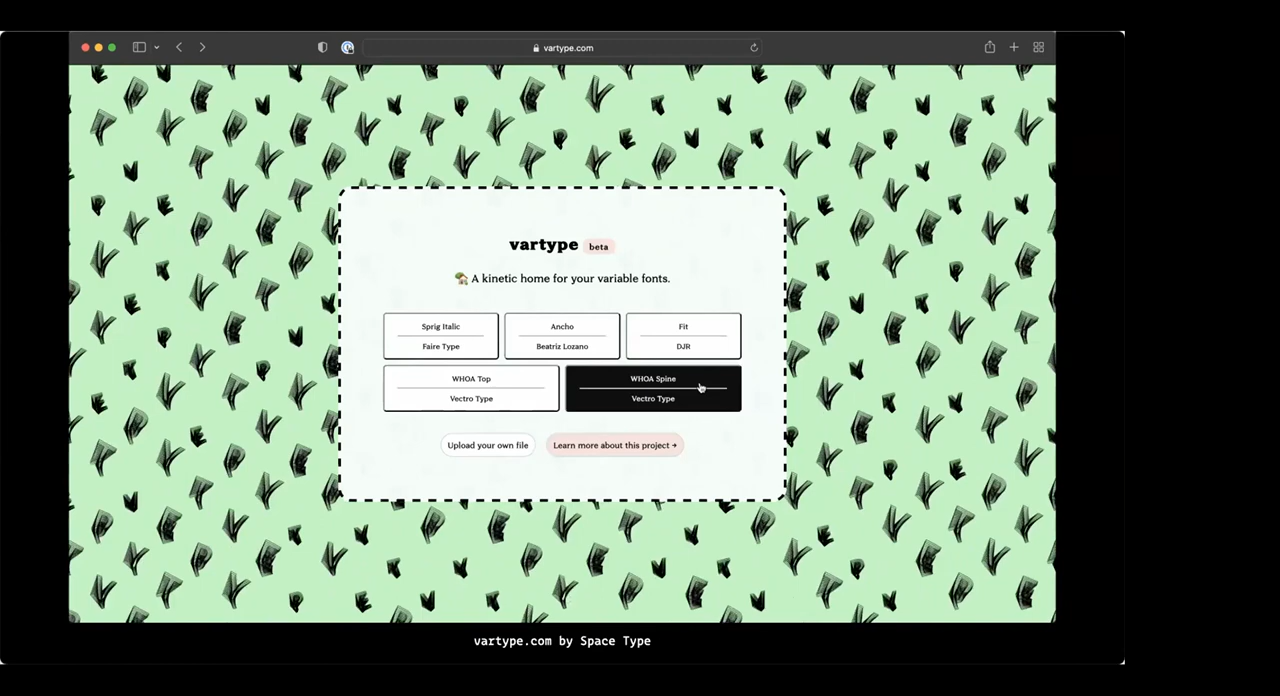 vartype.com
vartype beta
🏡 A kinetic home for your variable fonts.
Sprig Italic
Faire Type
Ancho
Beatriz Lozano
Fit
DJR
WHOA Top
Vectro Type
WHOA Spine
Vectro Type
Upload your own file
Learn more about this project →
vartype.com by Space Type